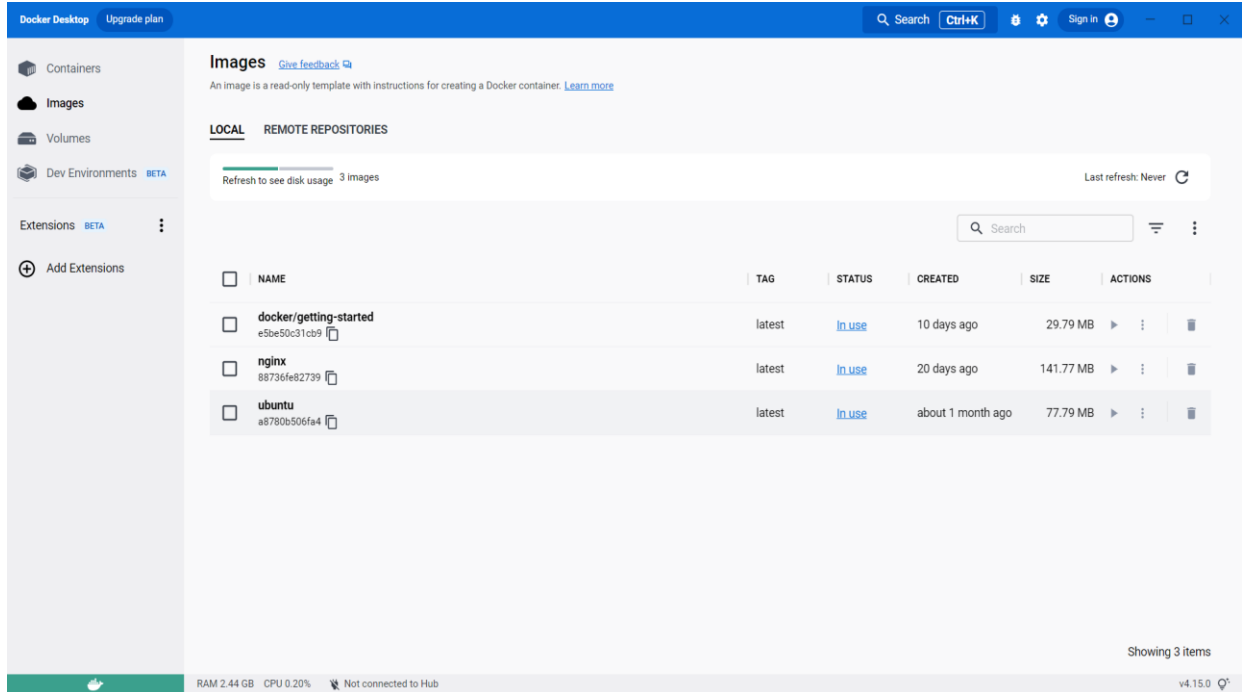 Docker Desktop Upgrade plan Search Ctrl+K Sign in
Containers
Images
Volumes
Dev Environments BETA
Extensions BETA
Add Extensions
Images Give feedback
An image is a read-only template with instructions for creating a Docker container. Learn more
LOCAL REMOTE REPOSITORIES
Refresh to see disk usage 3 images Last refresh: Never
Search
NAME TAG STATUS CREATED SIZE ACTIONS
docker/getting-started latest In use 10 days ago 29.79 MB
e5be50c31cb9
nginx latest In use 20 days ago 141.77 MB
88736fe82739
ubuntu latest In use about 1 month ago 77.79 MB
a8780b506fa4
Showing 3 items
RAM 2.44 GB CPU 0.20% Not connected to Hub v4.15.0